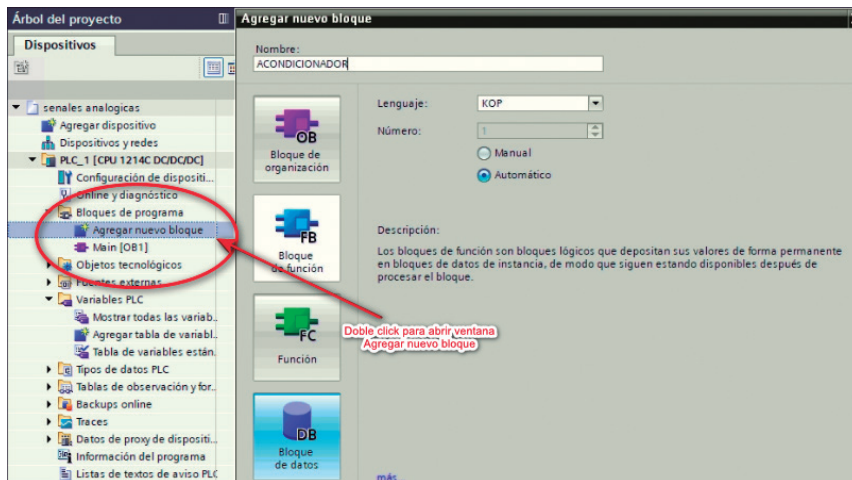 Árbol del proyecto
Dispositivos
senales analogicas
Agregar dispositivo
Dispositivos y redes
PLC_1 [CPU 1214C DC/DC/DC]
Configuración de dispositi...
Online y diagnóstico
Bloques de programa
Agregar nuevo bloque
Main [OB1]
Objetos tecnológicos
Fuentes externas
Variables PLC
Mostrar todas las variab..
Agregar tabla de variabl..
Tabla de variables están.
Tipos de datos PLC
Tablas de observación y for..
Backups online
Traces
Datos de proxy de dispositi...
Información del programa
Listas de textos de aviso PLC
Agregar nuevo bloque
Nombre:
ACONDICIONADOR
OB
Bloque de
organización
FB
Bloque
de función
FC
Función
DB
Bloque
de datos
Lenguaje:
KOP
Número:
1
Manual
Automático
Descripción:
Los bloques de función son bloques lógicos que depositan sus valores de forma permanente
en bloques de datos de instancia, de modo que siguen estando disponibles después de
procesar el bloque.
Doble click para abrir ventana
Agregar nuevo bloque
más